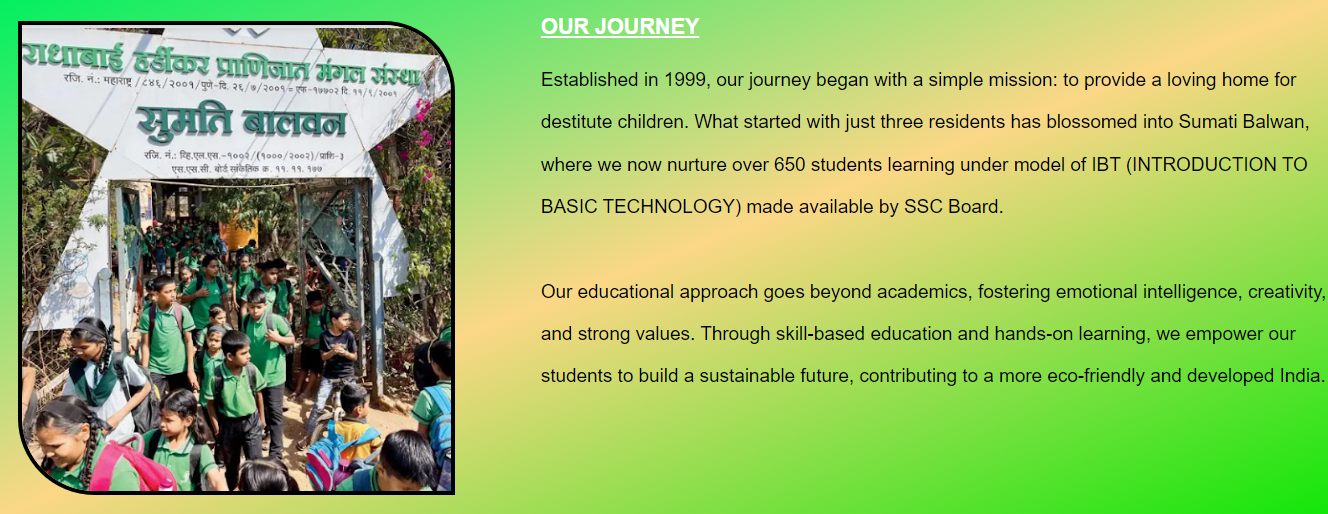 राधाबाई हर्डीकर प्राणिजात मंगल संस्था
रजि. नं.: महाराष्ट्र /८४६/२००१/पुणे-दि. २६/७/२००१ = एफ-१७७०२ दि. ११/९/२००१
सुमति बालवन
रजि. नं.: व्हि.एल.एस.-१००२/(१०००/२००२)/प्राशि-३
एस.एस.सी. बोर्ड सांकेतिक क्र. ११. ११. १७७
OUR JOURNEY
Established in 1999, our journey began with a simple mission: to provide a loving home for
destitute children. What started with just three residents has blossomed into Sumati Balwan,
where we now nurture over 650 students learning under model of IBT (INTRODUCTION TO
BASIC TECHNOLOGY) made available by SSC Board.
Our educational approach goes beyond academics, fostering emotional intelligence, creativity,
and strong values. Through skill-based education and hands-on learning, we empower our
students to build a sustainable future, contributing to a more eco-friendly and developed India.